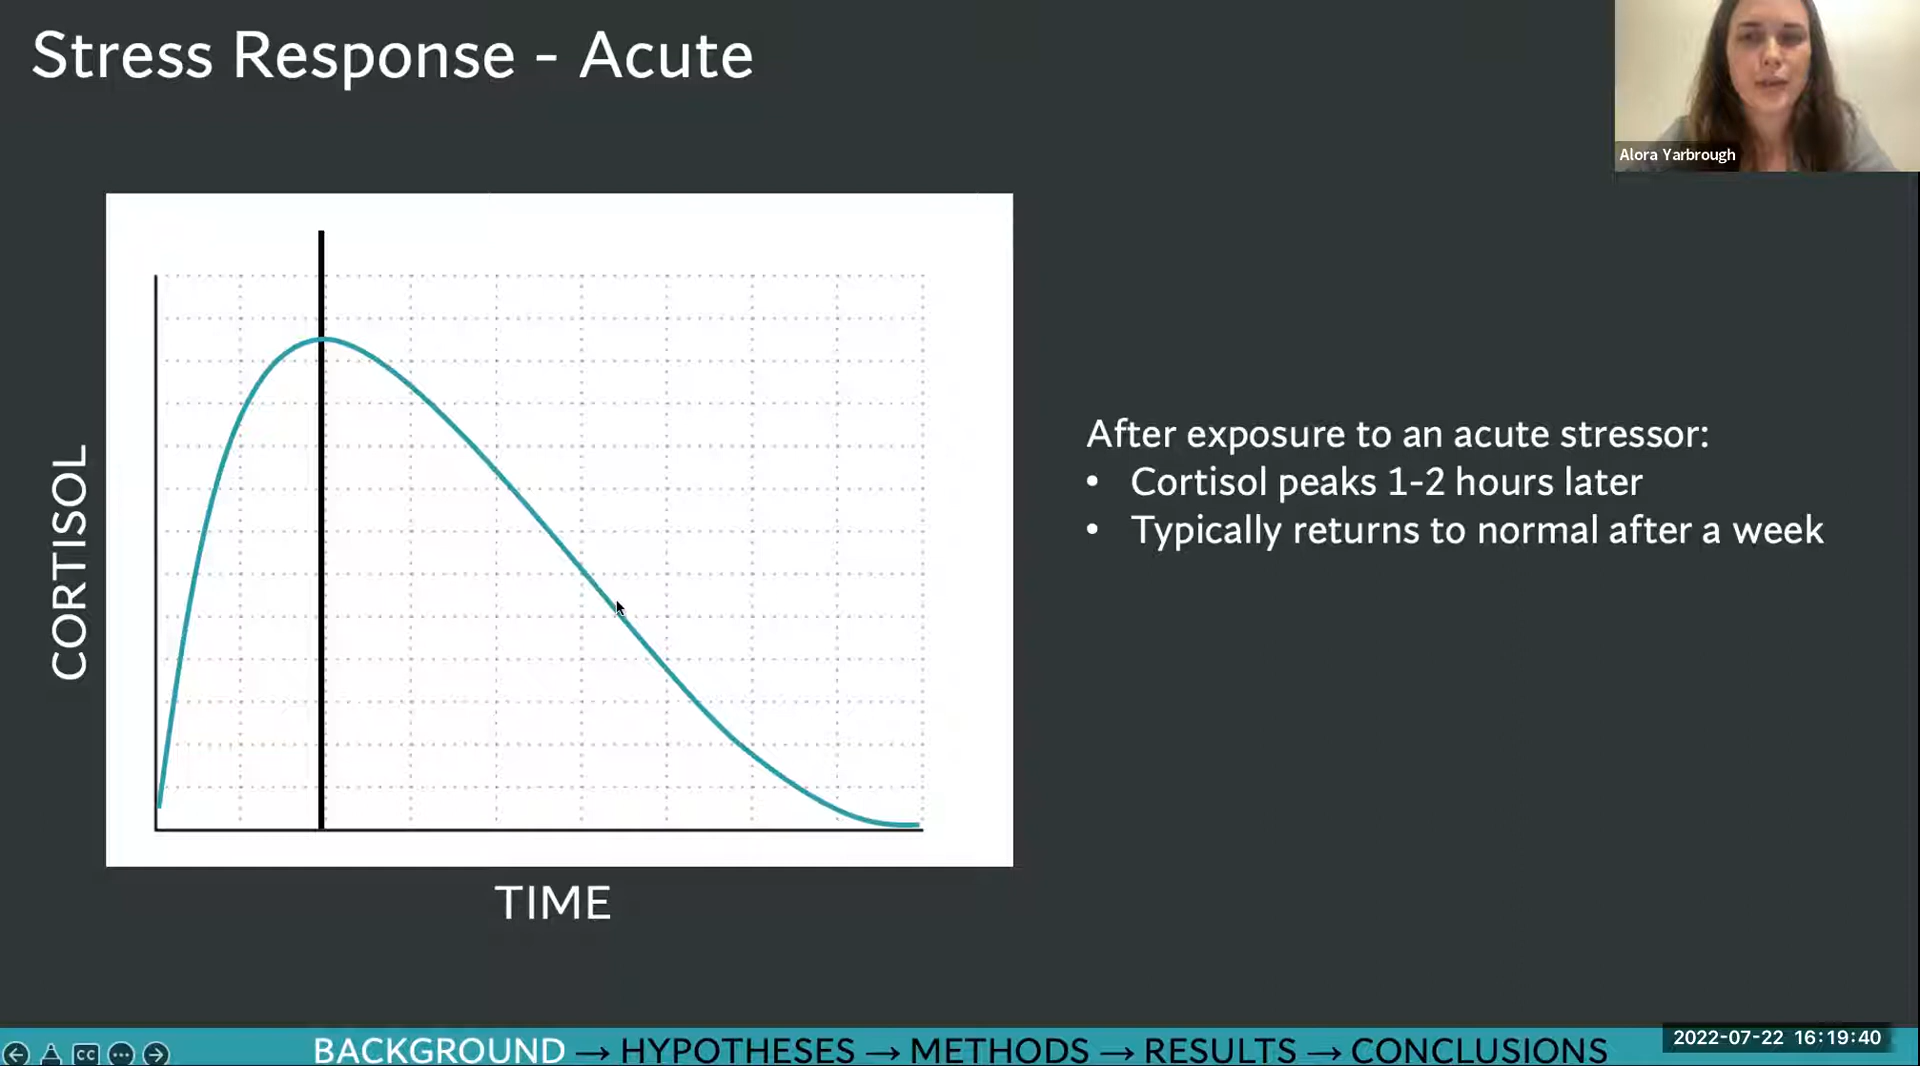 Stress Response - Acute
Alora Yarbrough
CORTISOL
After exposure to an acute stressor:
• Cortisol peaks 1-2 hours later
• Typically returns to normal after a week
TIME
CC
BACKGROUND → HYPOTHESES → METHODS → RESULTS → CONCLUSIONS
2022-07-22 16:19:40